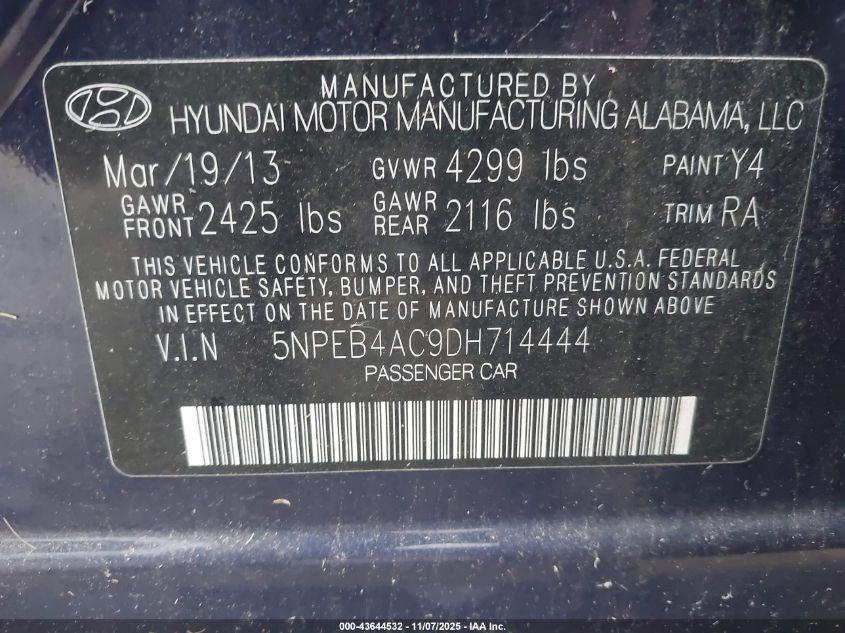 MANUFACTURED BY
HYUNDAI MOTOR MANUFACTURING ALABAMA, LLC
Mar/19/13 GVWR 4299 lbs PAINT Y4
GAWR FRONT 2425 lbs GAWR REAR 2116 lbs TRIM RA
THIS VEHICLE CONFORMS TO ALL APPLICABLE U.S.A. FEDERAL
MOTOR VEHICLE SAFETY, BUMPER, AND THEFT PREVENTION STANDARDS
IN EFFECT ON THE DATE OF MANUFACTURE SHOWN ABOVE
V.I.N 5NPEB4AC9DH714444
PASSENGER CAR
000-43644532 - 11/07/2025 - IAA Inc.